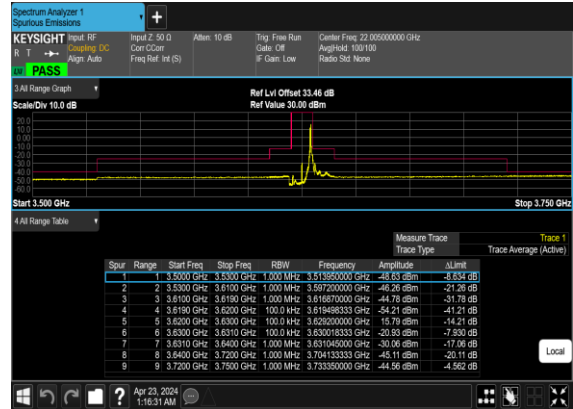 Spectrum Analyzer 1
Spurious Emissions
KEYSIGHT
R T
PASS
Input: RF
Coupling: DC
Align: Auto
Input Z: 50 Ω
Corr CCorr
Freq Ref: Int (S)
Atten: 10 dB
Trig: Free Run
Gate: Off
IF Gain: Low
Center Freq: 22.005000000 GHz
Avg|Hold: 100/100
Radio Std: None
3 All Range Graph
Scale/Div 10.0 dB
Ref Lvl Offset 33.46 dB
Ref Value 30.00 dBm
20.0
10.0
0.00
-10.0
-20.0
-30.0
-40.0
-50.0
-60.0
Start 3.500 GHz
Stop 3.750 GHz
4 All Range Table
Measure Trace Trace 1
Trace Type Trace Average (Active)
Spur Range Start Freq Stop Freq RBW Frequency Amplitude ΔLimit
1 1 3.5000 GHz 3.5300 GHz 1.000 MHz 3.513950000 GHz -48.63 dBm -8.634 dB
2 2 3.5300 GHz 3.6100 GHz 1.000 MHz 3.597200000 GHz -46.26 dBm -21.26 dB
3 3 3.6100 GHz 3.6190 GHz 1.000 MHz 3.616870000 GHz -44.78 dBm -31.78 dB
4 4 3.6190 GHz 3.6200 GHz 100.0 kHz 3.619498333 GHz -54.21 dBm -41.21 dB
5 5 3.6200 GHz 3.6300 GHz 100.0 kHz 3.629200000 GHz 15.79 dBm -14.21 dB
6 6 3.6300 GHz 3.6310 GHz 100.0 kHz 3.630018333 GHz -20.93 dBm -7.930 dB
7 7 3.6310 GHz 3.6400 GHz 1.000 MHz 3.631045000 GHz -30.06 dBm -17.06 dB
8 8 3.6400 GHz 3.7200 GHz 1.000 MHz 3.704133333 GHz -45.11 dBm -20.11 dB
9 9 3.7200 GHz 3.7500 GHz 1.000 MHz 3.733350000 GHz -44.56 dBm -4.562 dB
Local
Apr 23, 2024
1:16:31 AM